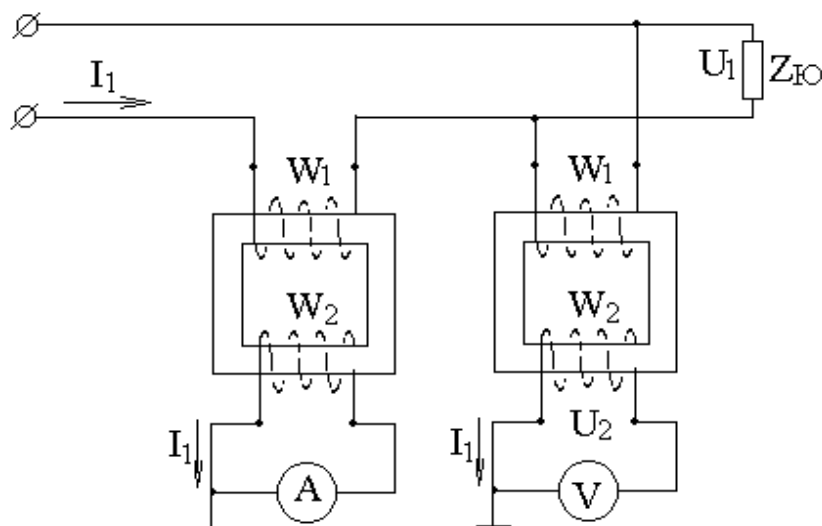 I₁
U₁ Zю
W₁ W₁
W₂ W₂
U₂
I₁ I₁
A V